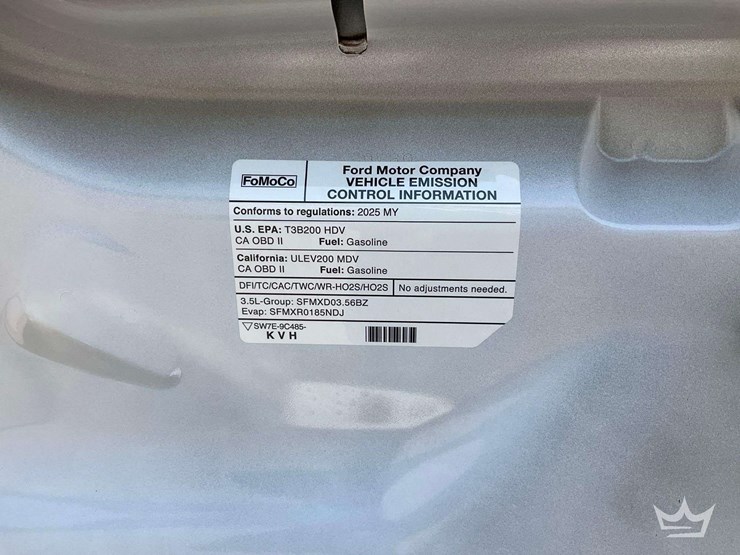 FoMoCo
Ford Motor Company
VEHICLE EMISSION
CONTROL INFORMATION
Conforms to regulations: 2025 MY
U.S. EPA: T3B200 HDV
CA OBD II Fuel: Gasoline
California: ULEV200 MDV
CA OBD II Fuel: Gasoline
DFI/TC/CAC/TWC/WR-HO2S/HO2S No adjustments needed.
3.5L-Group: SFMXD03.56BZ
Evap: SFMXR0185NDJ
SW7E-9C485-
KVH